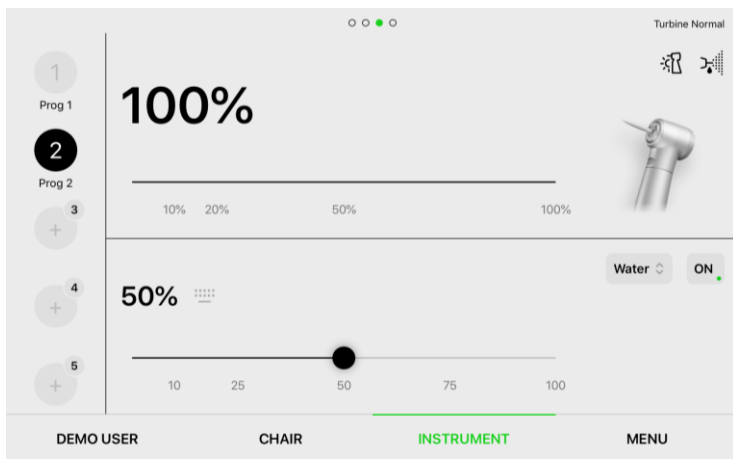 Turbine Normal
1
Prog 1
2
Prog 2
3
+
4
+
5
+
100%
10% 20% 50% 100%
Water ON
50%
10 25 50 75 100
DEMO USER CHAIR INSTRUMENT MENU